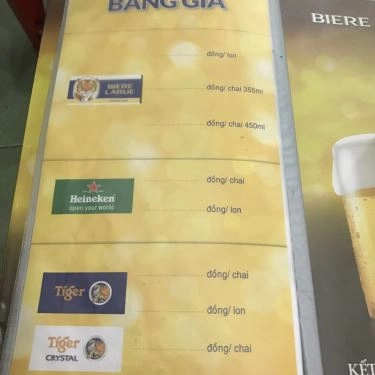 BẢNG GIÁ
BIERE
đồng/ lon
BIERE
LARUE
đồng/ chai 355ml
đồng/ chai 450ml
Heineken
open your world
đồng/ chai
đồng/ lon
Tiger
đồng/ chai
đồng/ lon
Tiger
CRYSTAL
đồng/ chai
KẾT